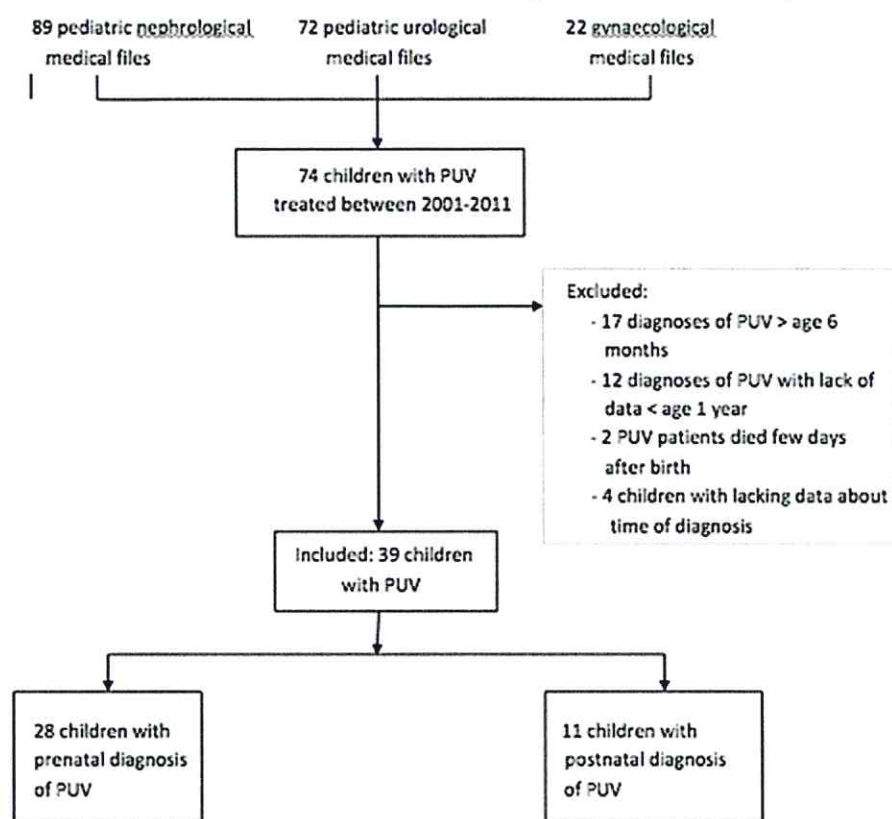 89 pediatric nephrological
medical files
72 pediatric urological
medical files
22 gynaecological
medical files
74 children with PUV
treated between 2001-2011
Excluded:
- 17 diagnoses of PUV > age 6
months
- 12 diagnoses of PUV with lack of
data < age 1 year
- 2 PUV patients died few days
after birth
- 4 children with lacking data about
time of diagnosis
Included: 39 children
with PUV
28 children with
prenatal diagnosis
of PUV
11 children with
postnatal diagnosis
of PUV